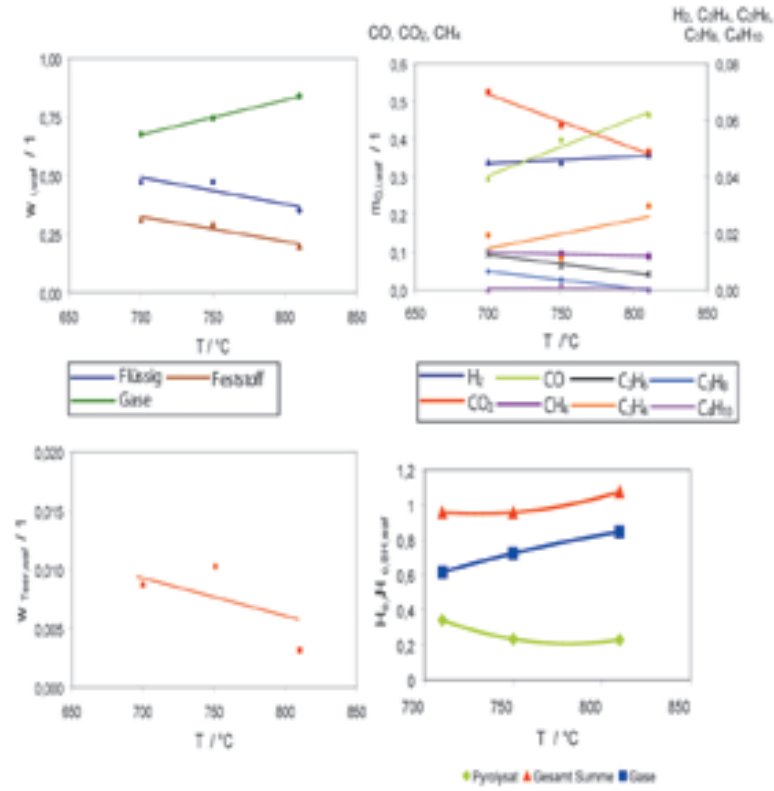 CO, CO₂, CH₄
H₂, C₂H₄, C₂H₆,
C₃H₈, C₄H₁₀
1,00
0,75
0,50
0,25
0,00
650 700 750 800 850
T / °C
Flüssig Feststoff
Gase
0,6
0,5
0,4
0,3
0,2
0,1
0,0
0,08
0,06
0,04
0,02
0,00
650 700 750 800 850
T / °C
H₂ CO C₂H₆ C₃H₈
CO₂ CH₄ C₂H₄ C₄H₁₀
0,020
0,015
0,010
0,005
0,000
650 700 750 800 850
T / °C
1,2
1
0,8
0,6
0,4
0,2
0
700 750 800 850
T / °C
Pyrolysat Gesamt Summe Gase